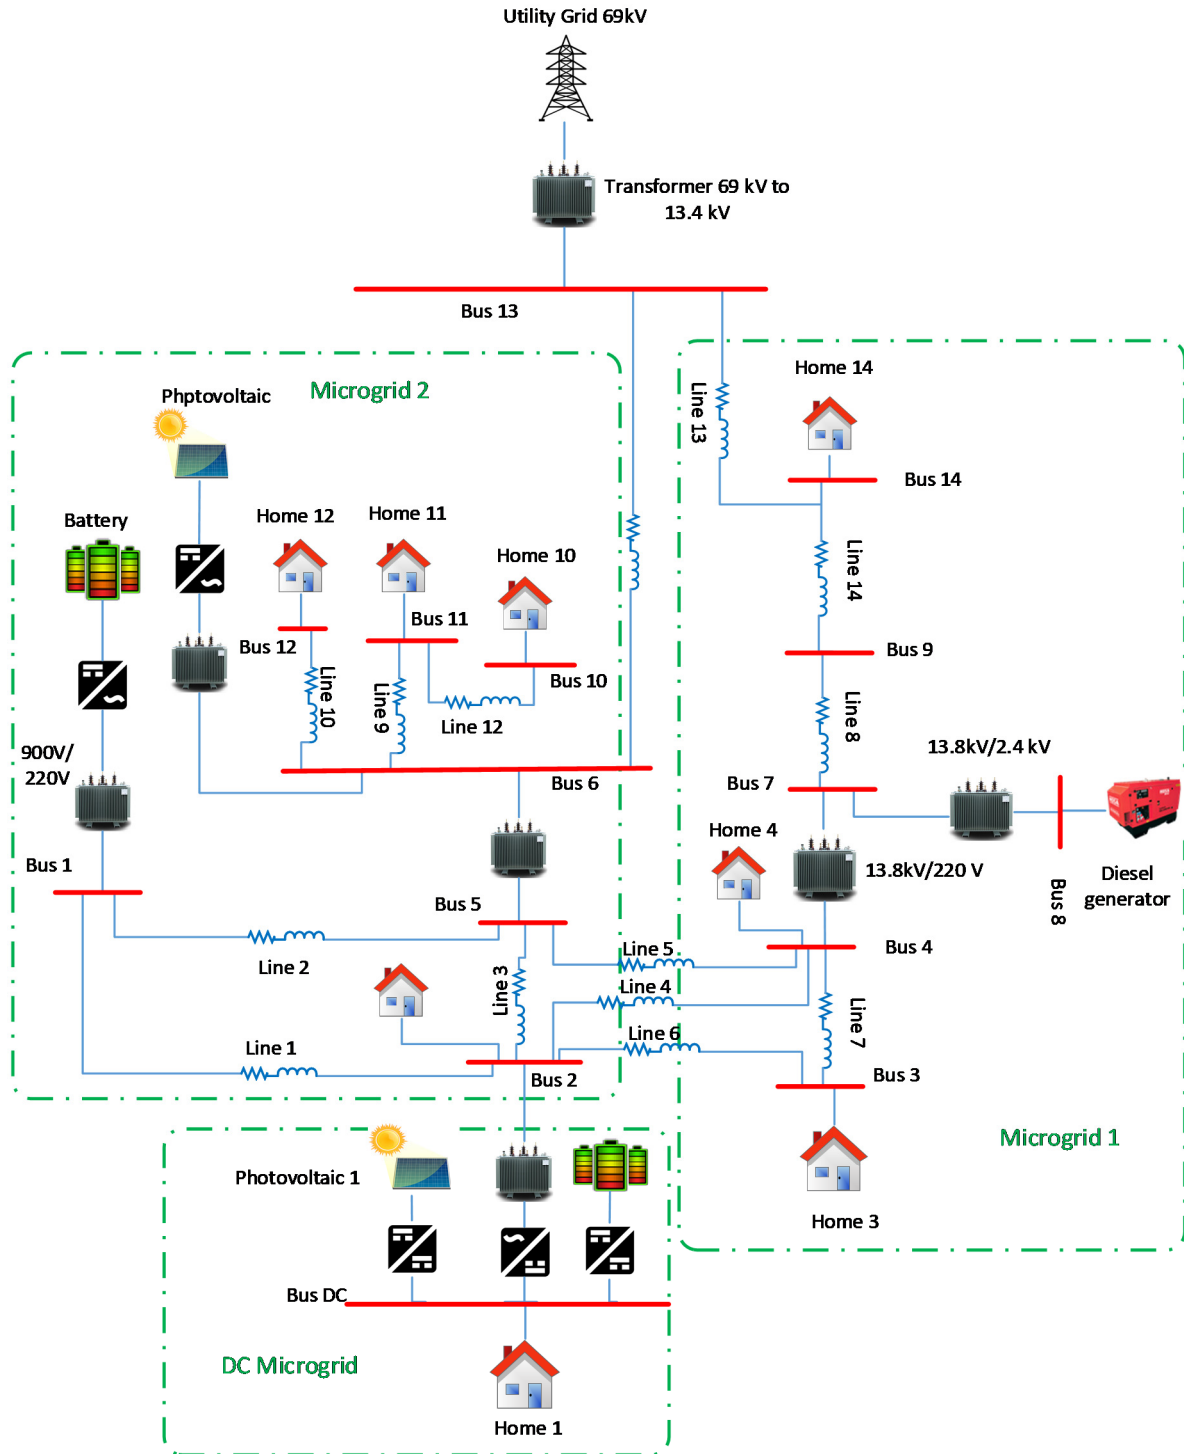 Utility Grid 69kV
Transformer 69 kV to
13.4 kV
Bus 13
Microgrid 2
Phptovoltaic
Battery
Home 12
Home 11
Home 10
Bus 12
Bus 11
Bus 10
Line 10
Line 9
Line 12
900V/
220V
Bus 6
Bus 1
Bus 5
Line 2
Line 3
Line 1
Bus 2
Line 5
Line 4
Line 6
Line 13
Home 14
Bus 14
Line 14
Bus 9
Line 8
13.8kV/2.4 kV
Bus 7
Home 4
13.8kV/220 V
Bus 8
Diesel
generator
Bus 4
Line 7
Bus 3
Microgrid 1
Home 3
Photovoltaic 1
Bus DC
DC Microgrid
Home 1